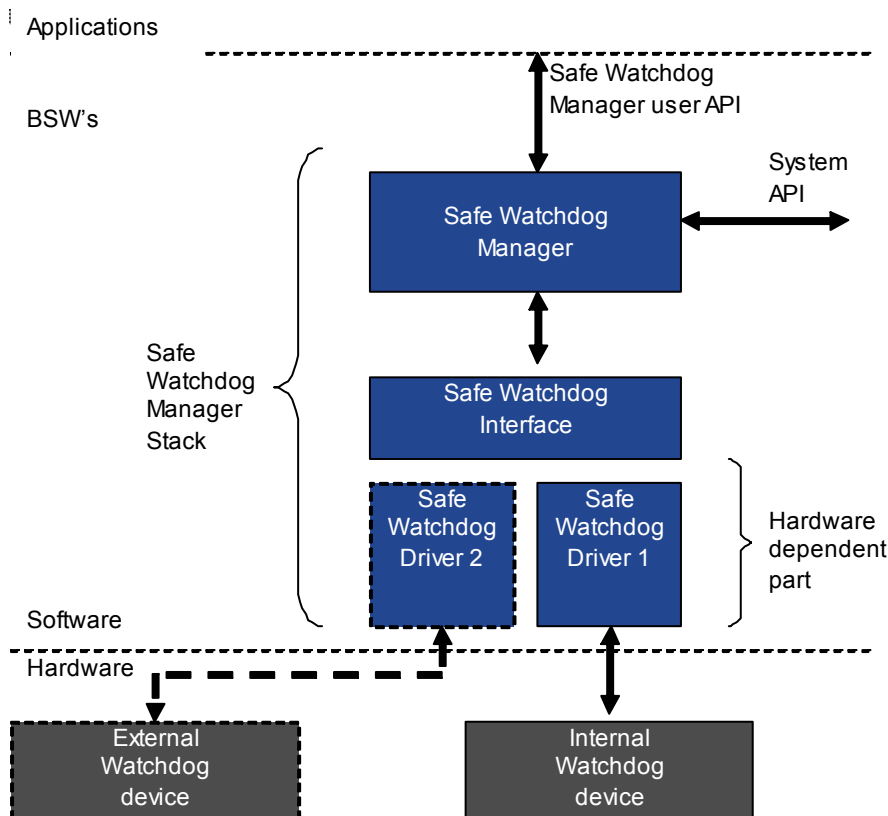 Applications
Safe Watchdog
Manager user API
BSW's
System
API
Safe Watchdog
Manager
Safe
Watchdog
Manager
Stack
Safe Watchdog
Interface
Safe
Watchdog
Driver 2
Safe
Watchdog
Driver 1
Hardware
dependent
part
Software
Hardware
External
Watchdog
device
Internal
Watchdog
device